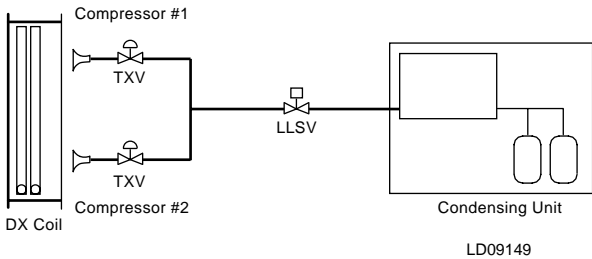 Compressor #1
TXV
LLSV
TXV
Compressor #2
DX Coil
Condensing Unit
LD09149